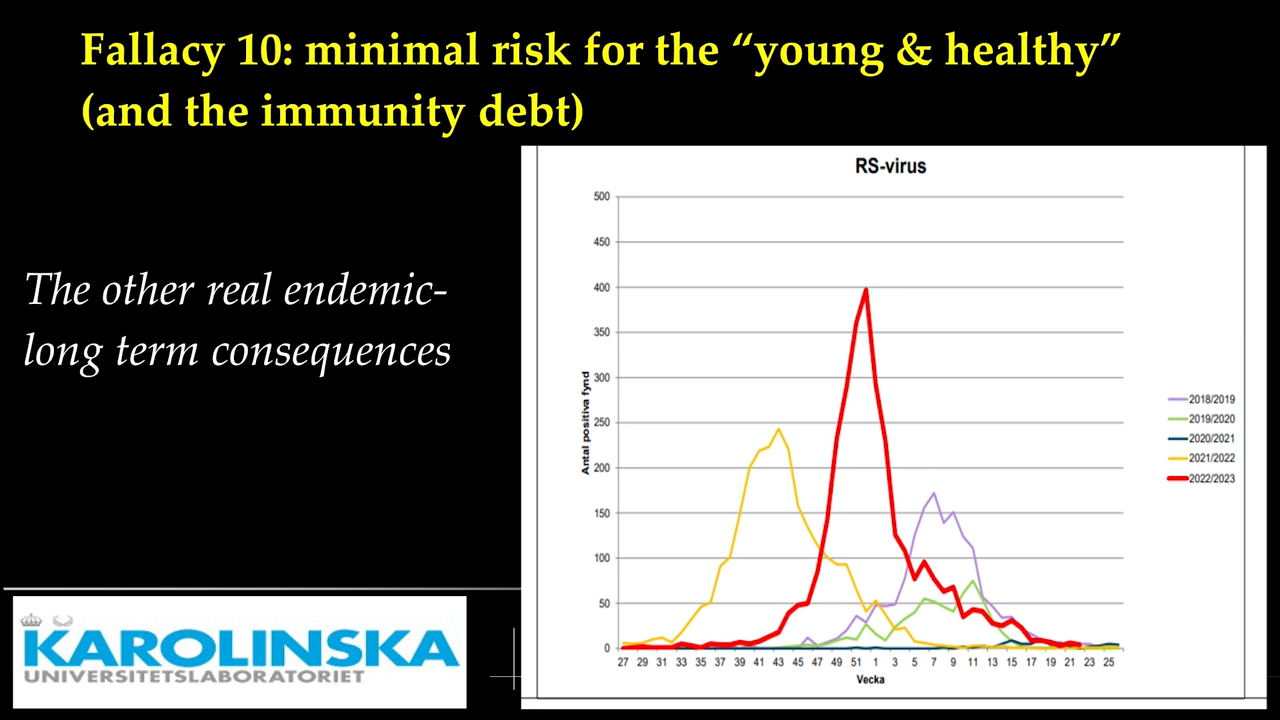 Fallacy 10: minimal risk for the “young & healthy”
(and the immunity debt)
The other real endemic-
long term consequences
RS-virus
500
450
400
350
300
250
200
150
100
50
0
Antal positiva fynd
27 29 31 33 35 37 39 41 43 45 47 49 51 1 3 5 7 9 11 13 15 17 19 21 23 25
Vecka
2018/2019
2019/2020
2020/2021
2021/2022
2022/2023
KAROLINSKA
UNIVERSITETSLABORATORIET